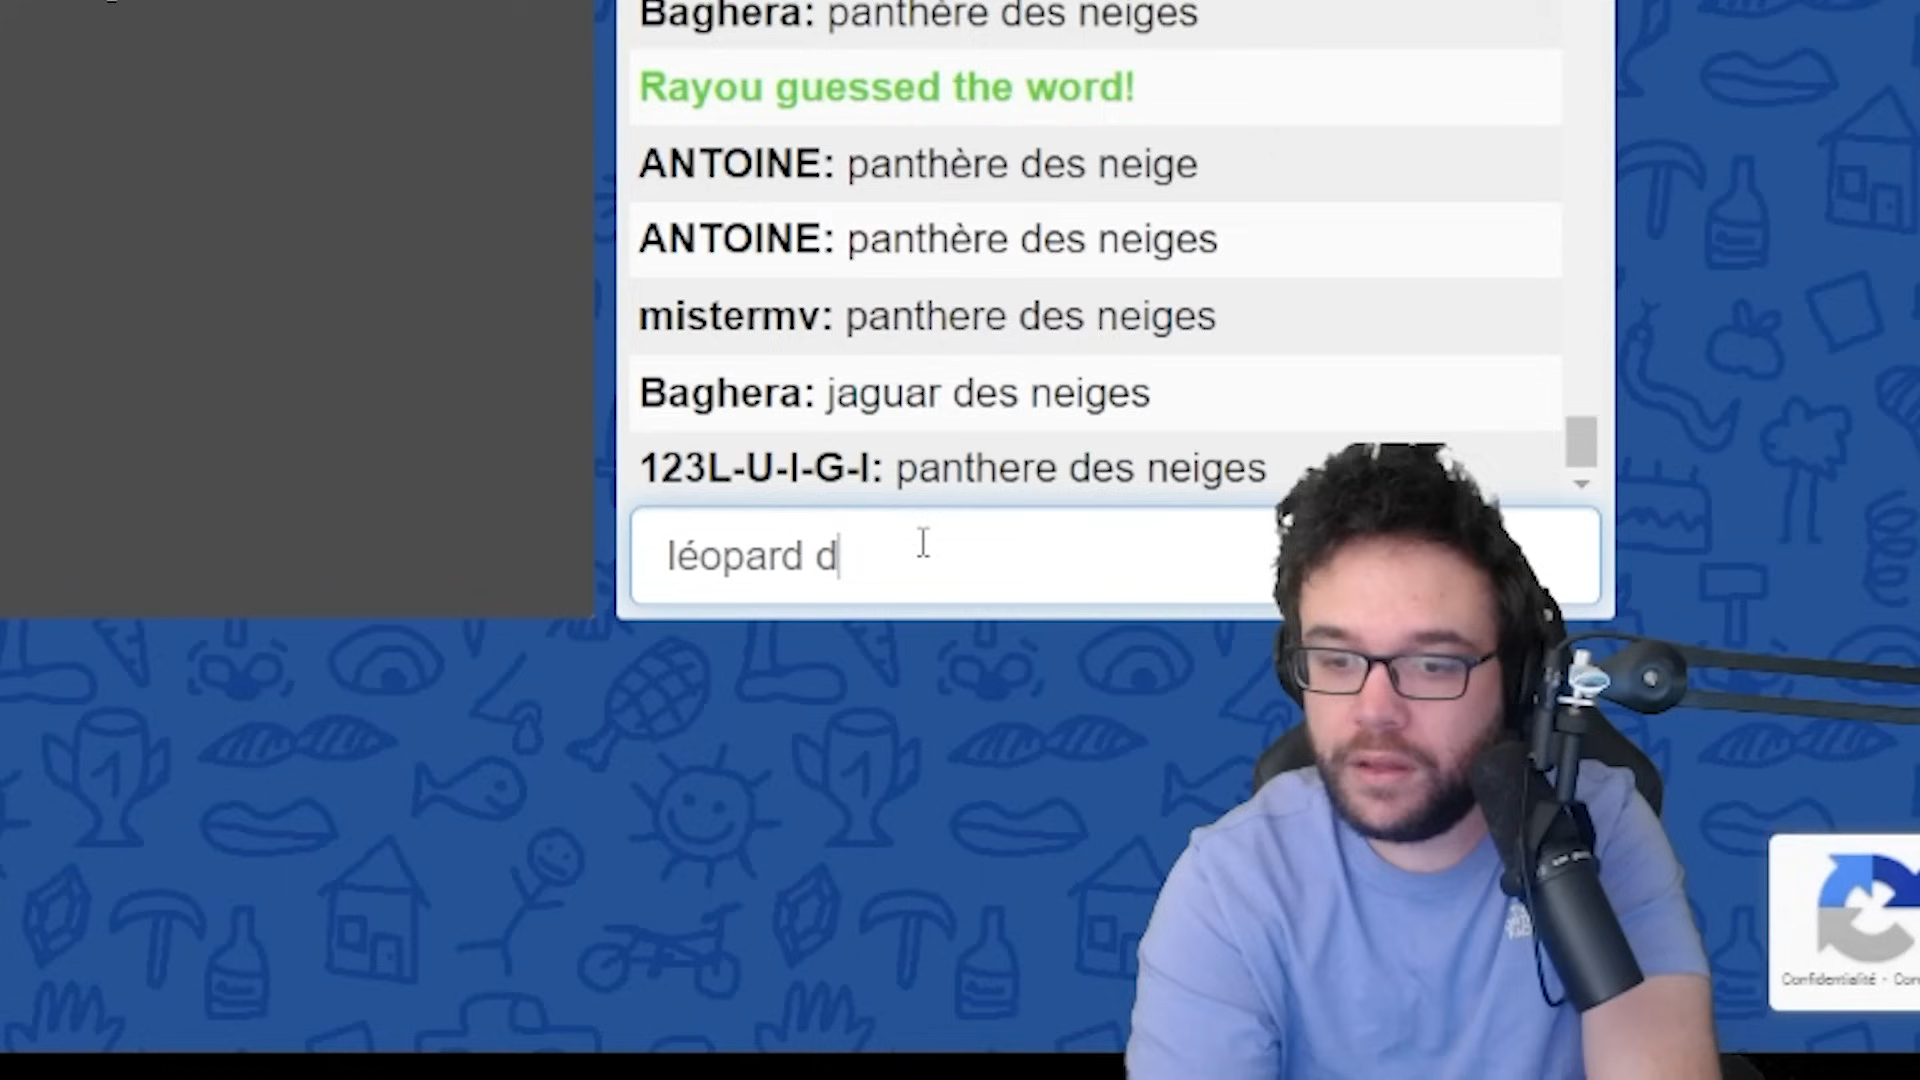 Baghera: panthère des neiges
Rayou guessed the word!
ANTOINE: panthère des neige
ANTOINE: panthère des neiges
mistermv: panthere des neiges
Baghera: jaguar des neiges
123L-U-I-G-I: panthere des neiges
léopard d
Confidentialité -